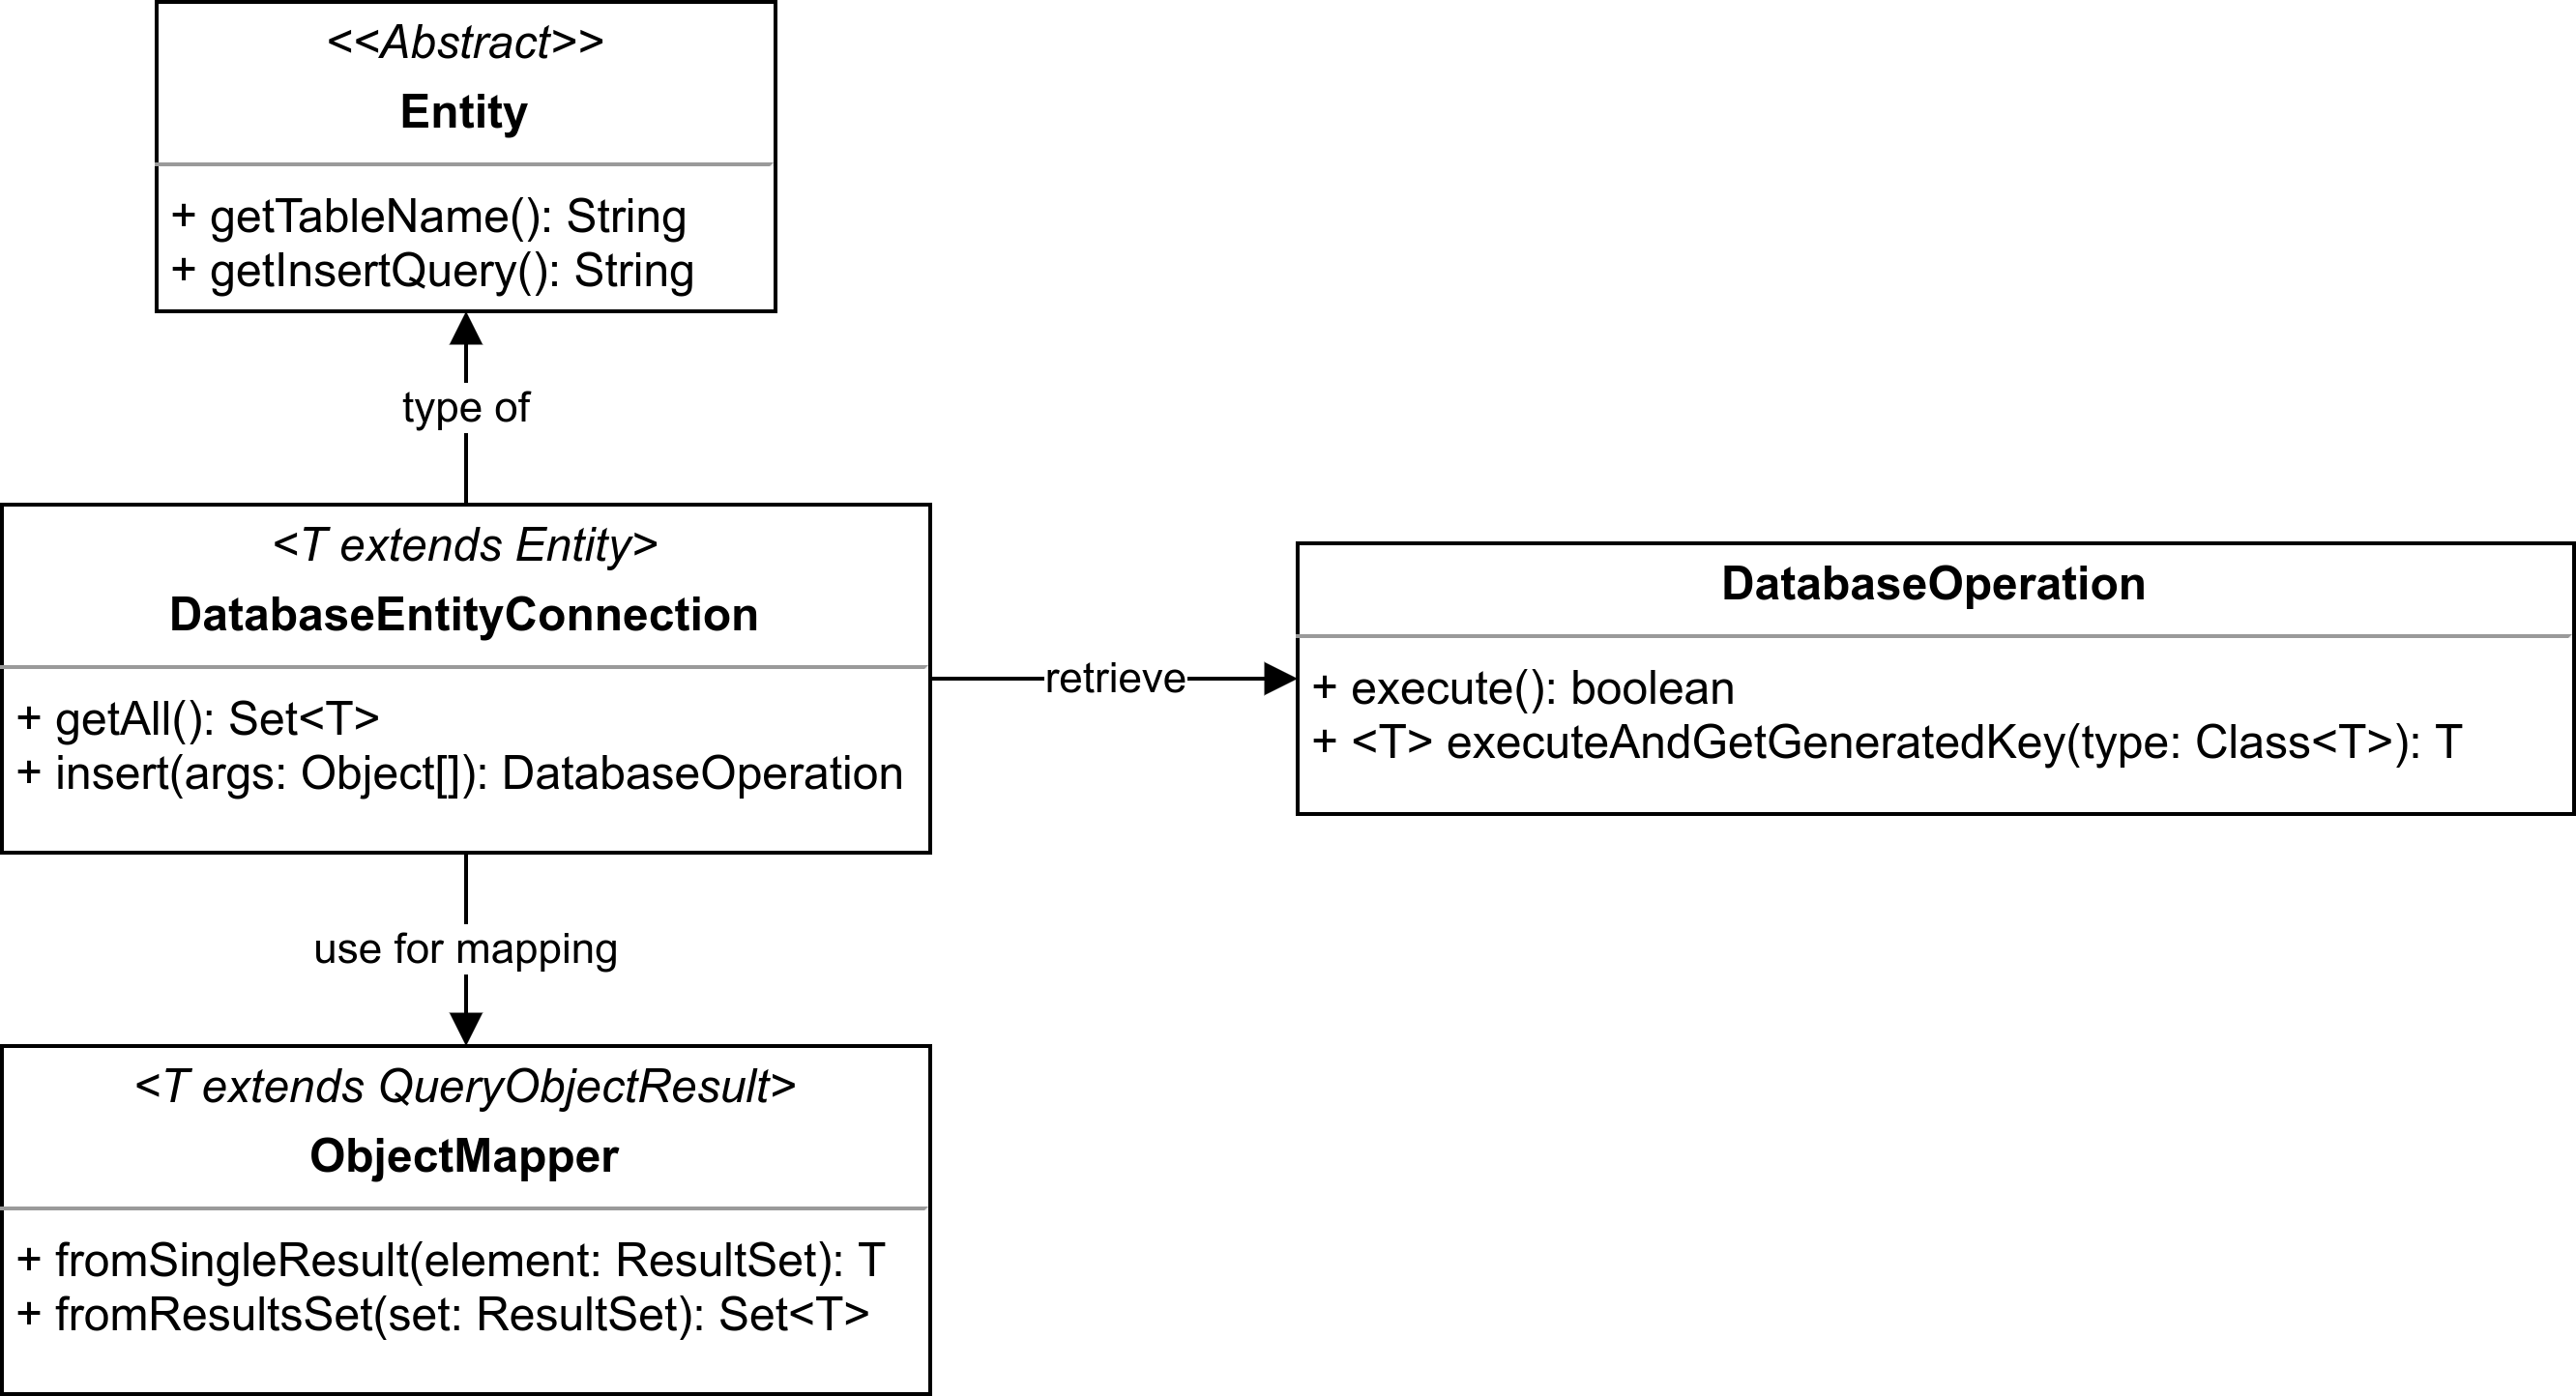 <<Abstract>>
Entity
+ getTableName(): String
+ getInsertQuery(): String
type of
<T extends Entity>
DatabaseEntityConnection
+ getAll(): Set<T>
+ insert(args: Object[]): DatabaseOperation
retrieve
DatabaseOperation
+ execute(): boolean
+ <T> executeAndGetGeneratedKey(type: Class<T>): T
use for mapping
<T extends QueryObjectResult>
ObjectMapper
+ fromSingleResult(element: ResultSet): T
+ fromResultsSet(set: ResultSet): Set<T>